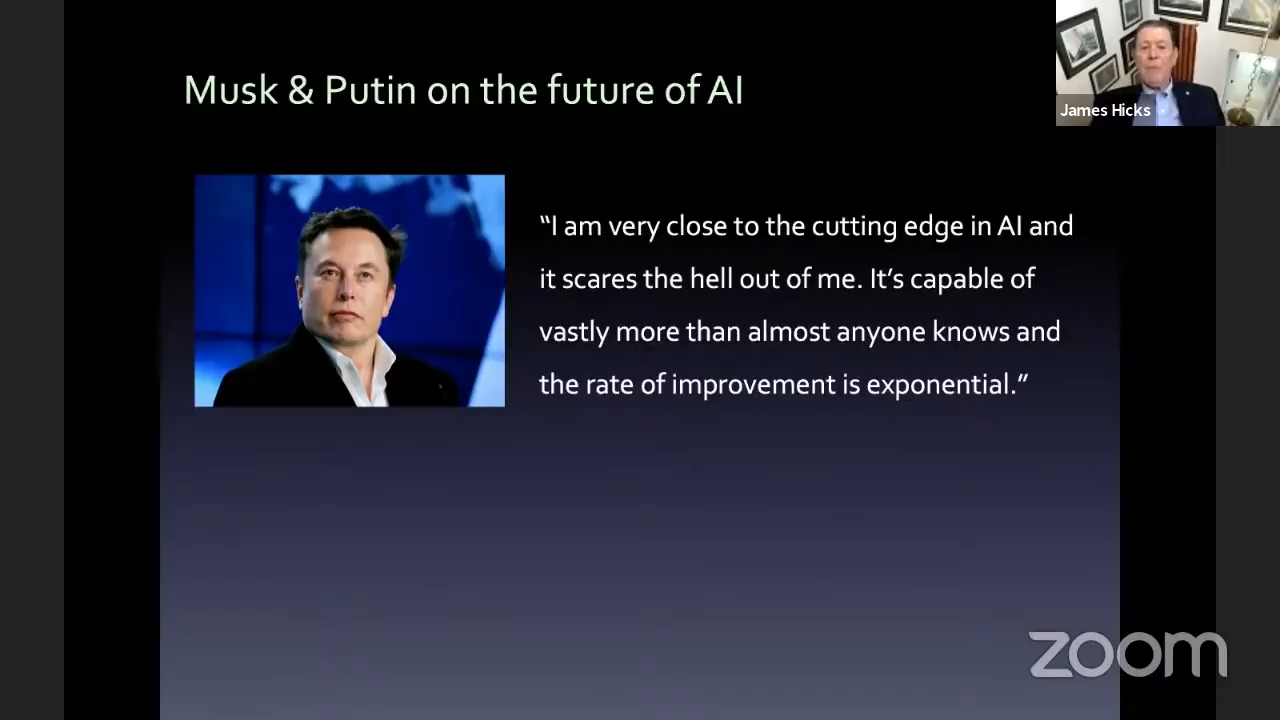 Musk & Putin on the future of AI
James Hicks
“I am very close to the cutting edge in AI and
it scares the hell out of me. It’s capable of
vastly more than almost anyone knows and
the rate of improvement is exponential.”
zoom